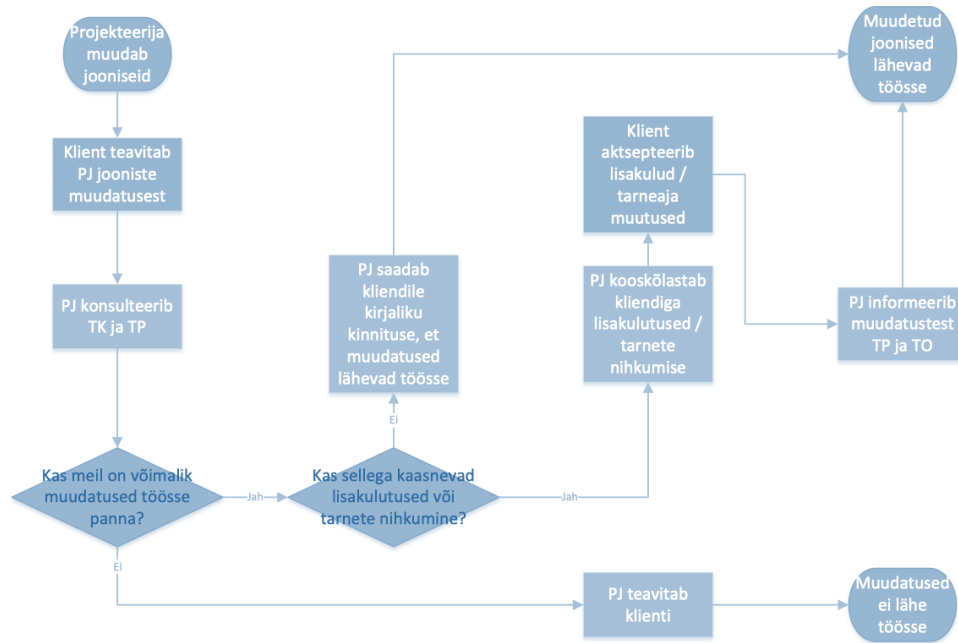 Projekteerija
muudab
jooniseid
Klient teavitab
PJ jooniste
muudatusest
PJ konsulteerib
TK ja TP
Kas meil on võimalik
muudatused töösse
panna?
Jah
Ei
Kas sellega kaasnevad
lisakulutused või
tarnete nihkumine?
Ei
Jah
PJ saadab
kliendile
kirjaliku
kinnituse, et
muudatused
lähevad töösse
PJ kooskõlastab
kliendiga
lisakulutused /
tarnete
nihkumise
Klient
aktsepteerib
lisakulud /
tarneaja
muutused
PJ informeerib
muudatustest
TP ja TO
Muudetud
joonised
lähevad
töösse
PJ teavitab
klienti
Muudatused
ei lähe
töösse